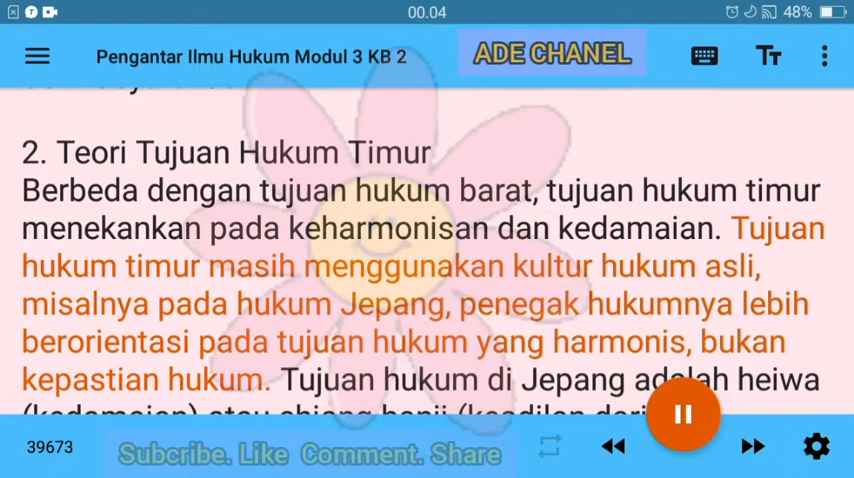 00.04
48%
Pengantar Ilmu Hukum Modul 3 KB 2
ADE CHANEL
Tт
2. Teori Tujuan Hukum Timur
Berbeda dengan tujuan hukum barat, tujuan hukum timur
menekankan pada keharmonisan dan kedamaian. Tujuan
hukum timur masih menggunakan kultur hukum asli,
misalnya pada hukum Jepang, penegak hukumnya lebih
berorientasi pada tujuan hukum yang harmonis, bukan
kepastian hukum. Tujuan hukum di Jepang adalah heiwa
(kedamaian) atau
39673
Subcribe. Like Comment. Share